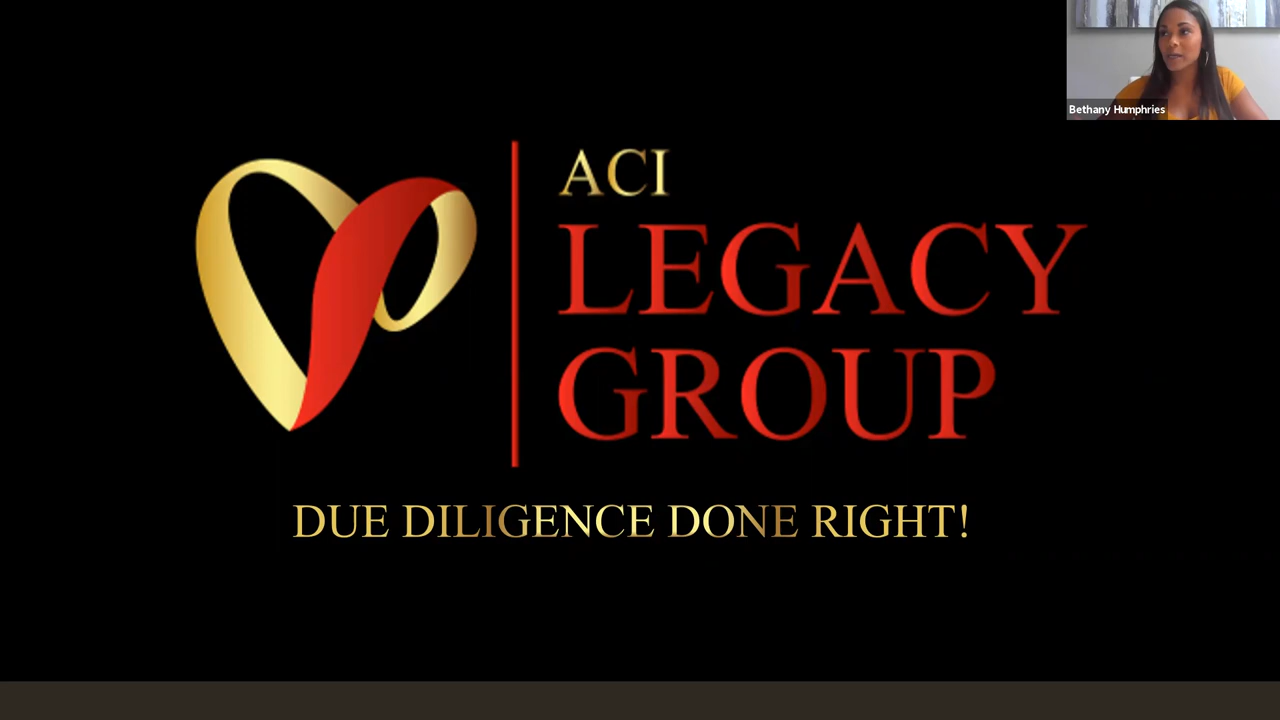 Bethany Humphries
ACI
LEGACY
GROUP
DUE DILIGENCE DONE RIGHT!